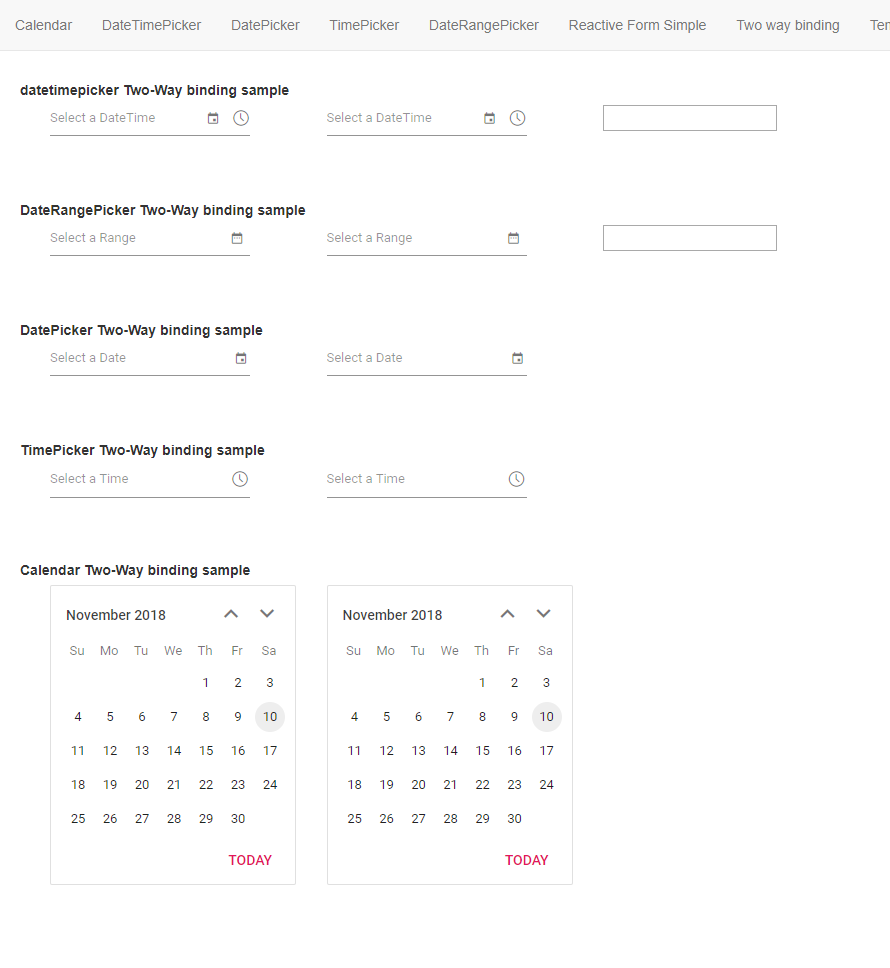 Calendar DateTimePicker DatePicker TimePicker DateRangePicker Reactive Form Simple Two way binding
datetimepicker Two-Way binding sample
Select a DateTime Select a DateTime
DateRangePicker Two-Way binding sample
Select a Range Select a Range
DatePicker Two-Way binding sample
Select a Date Select a Date
TimePicker Two-Way binding sample
Select a Time Select a Time
Calendar Two-Way binding sample
November 2018
Su Mo Tu We Th Fr Sa
1 2 3
4 5 6 7 8 9 10
11 12 13 14 15 16 17
18 19 20 21 22 23 24
25 26 27 28 29 30
TODAY
November 2018
Su Mo Tu We Th Fr Sa
1 2 3
4 5 6 7 8 9 10
11 12 13 14 15 16 17
18 19 20 21 22 23 24
25 26 27 28 29 30
TODAY